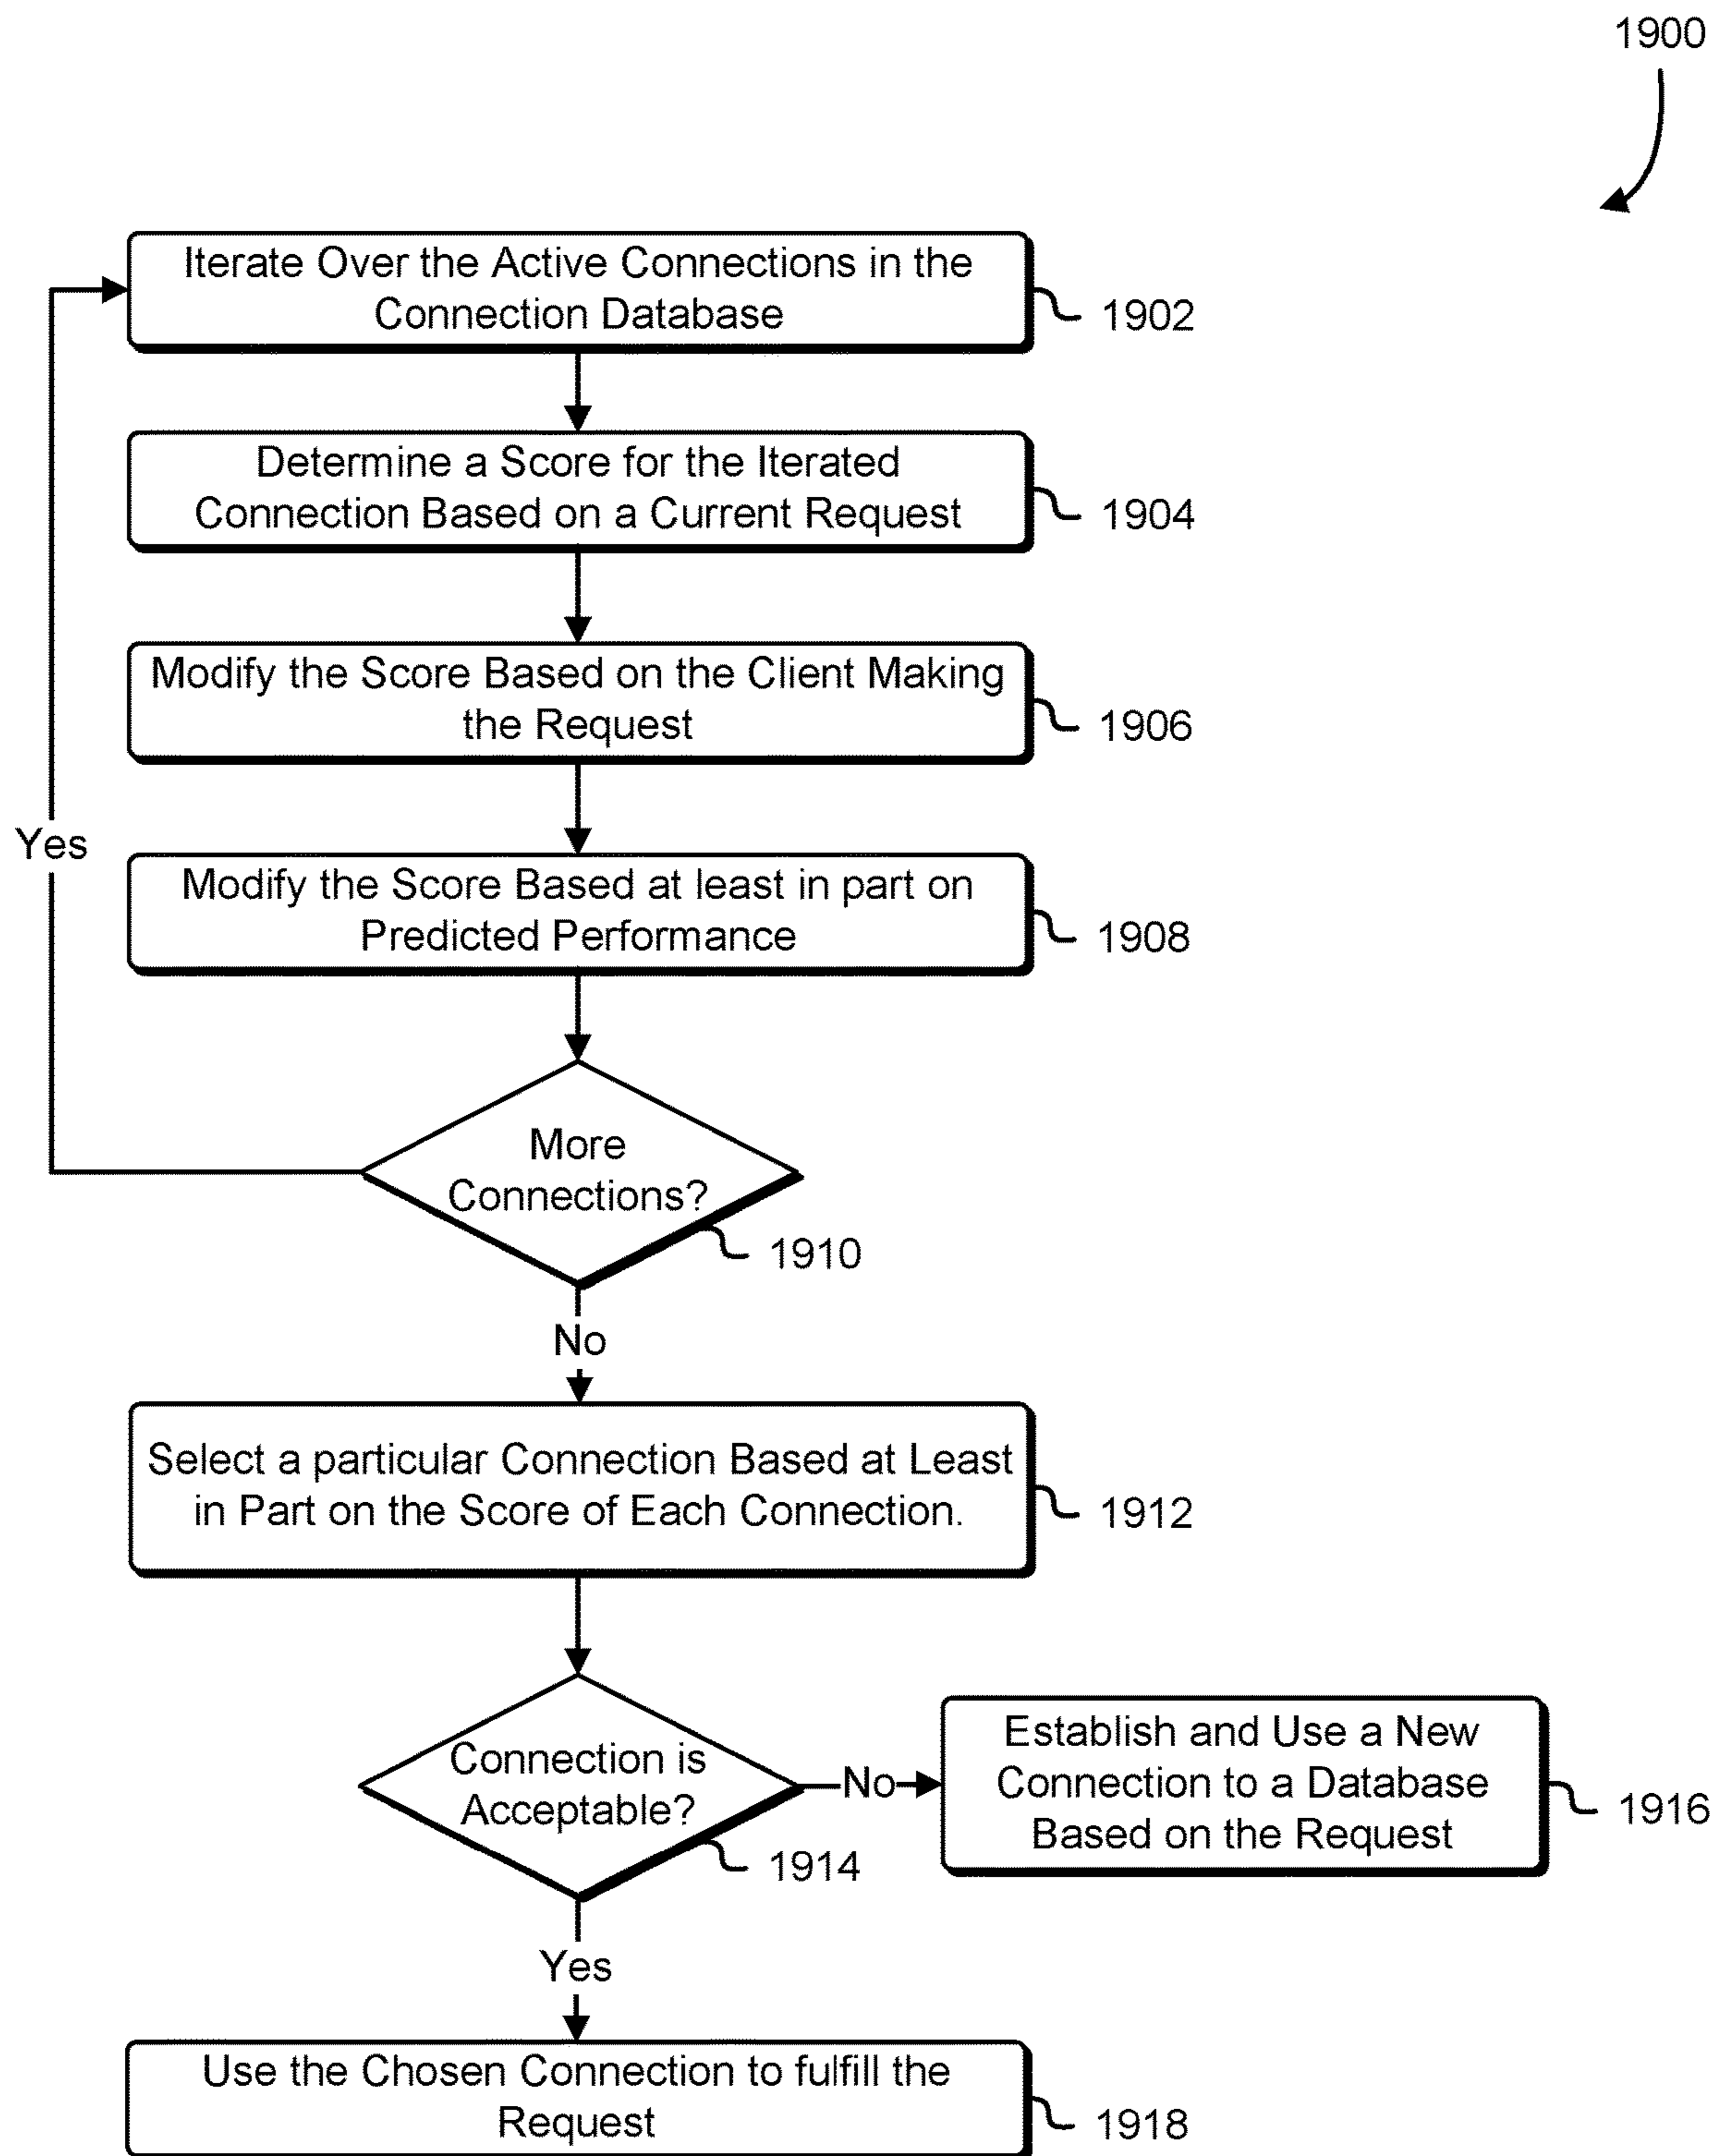 1900
Iterate Over the Active Connections in the
Connection Database
1902
Determine a Score for the Iterated
Connection Based on a Current Request
1904
Modify the Score Based on the Client Making
the Request
1906
Yes
Modify the Score Based at least in part on
Predicted Performance
1908
More
Connections?
1910
No
Select a particular Connection Based at Least
in Part on the Score of Each Connection.
1912
Connection is
Acceptable?
1914
No
Establish and Use a New
Connection to a Database
Based on the Request
1916
Yes
Use the Chosen Connection to fulfill the
Request
1918